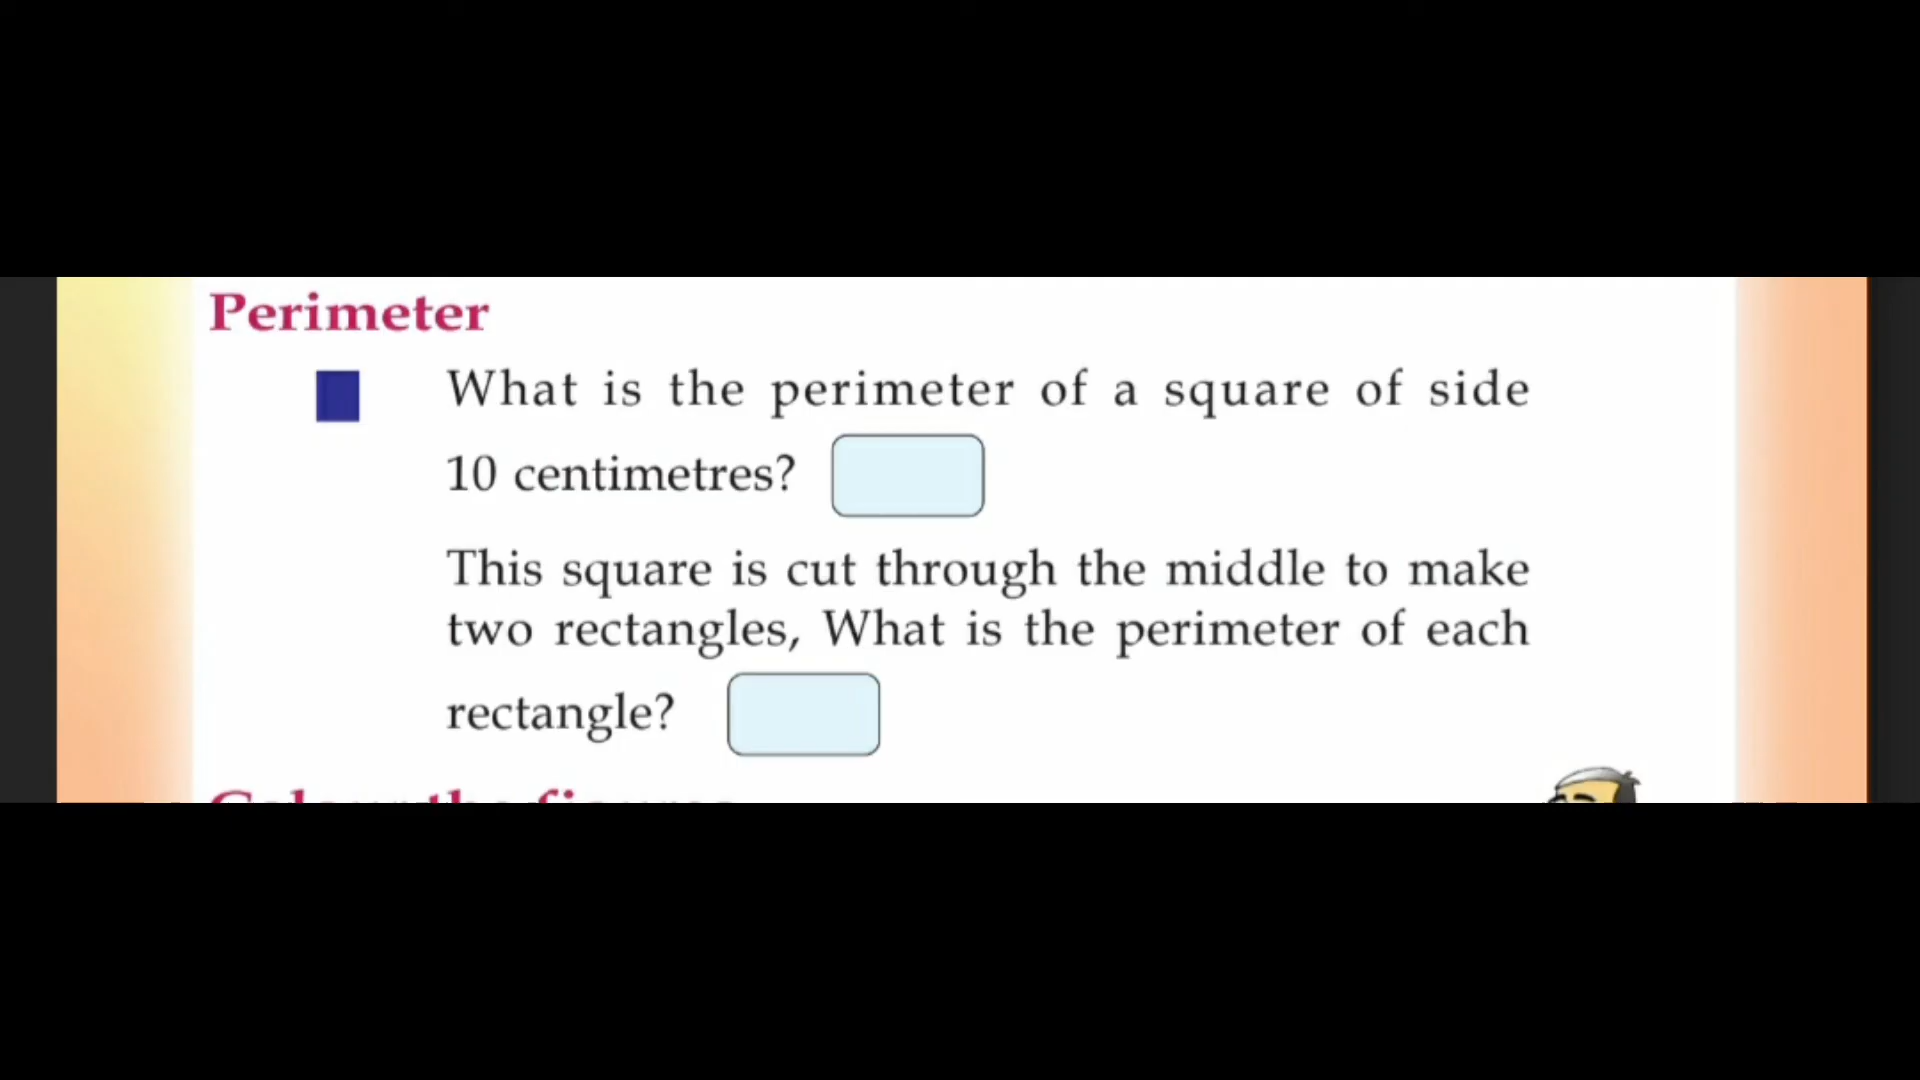 Perimeter
What is the perimeter of a square of side
10 centimetres?
This square is cut through the middle to make
two rectangles, What is the perimeter of each
rectangle?